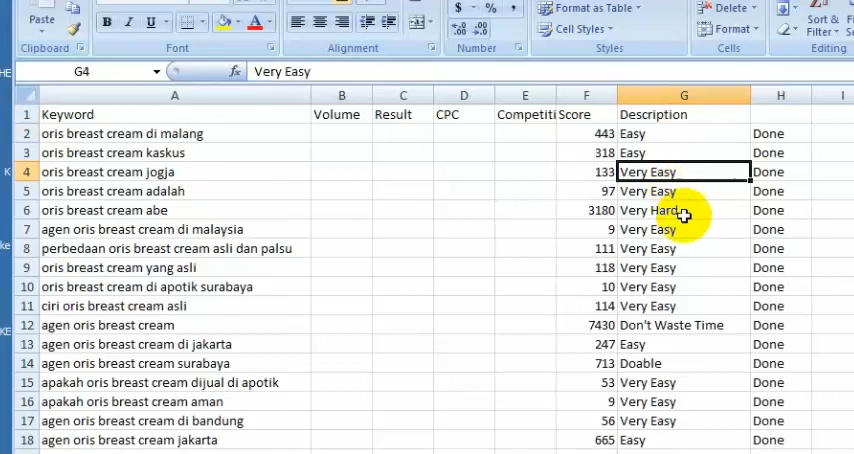 Paste
B I U A
$ % ,
Format as Table
Cell Styles
Delete
Format
Sort &
Filter
Clipboard Font Alignment Number Styles Cells Editing
HE
G4 fx Very Easy
A B C D E F G H I
1 Keyword Volume Result CPC Competiti Score Description
2 oris breast cream di malang 443 Easy Done
3 oris breast cream kaskus 318 Easy Done
K 4 oris breast cream jogja 133 Very Easy Done
5 oris breast cream adalah 97 Very Easy Done
6 oris breast cream abe 3180 Very Hard Done
7 agen oris breast cream di malaysia 9 Very Easy Done
ke 8 perbedaan oris breast cream asli dan palsu 111 Very Easy Done
9 oris breast cream yang asli 118 Very Easy Done
10 oris breast cream di apotik surabaya 10 Very Easy Done
11 ciri oris breast cream asli 114 Very Easy Done
KE 12 agen oris breast cream 7430 Don't Waste Time Done
13 agen oris breast cream di jakarta 247 Easy Done
14 agen oris breast cream surabaya 713 Doable Done
15 apakah oris breast cream dijual di apotik 53 Very Easy Done
16 apakah oris breast cream aman 9 Very Easy Done
17 agen oris breast cream di bandung 56 Very Easy Done
18 agen oris breast cream jakarta 665 Easy Done